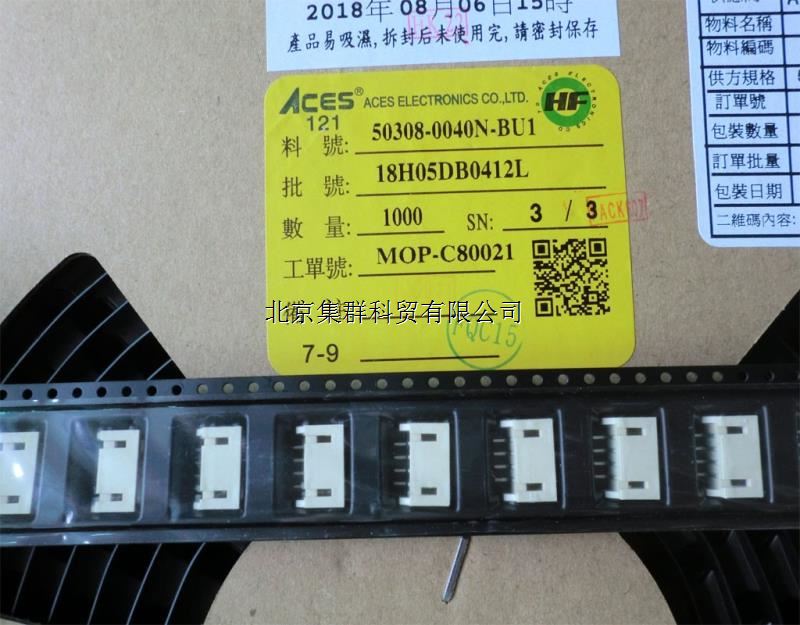 2018年 08月06日15時
產品易吸濕,拆封后未使用完,請密封保存
物料名稱
物料編碼
供方規格
訂單號
包裝數量
訂單批量
包裝日期
二維碼內容:
ACES® ACES ELECTRONICS CO.,LTD.
ACES ELECTRONICS CO
HF
121
料 號: 50308-0040N-BU1
批 號: 18H05DB0412L
數 量: 1000 SN: 3 / 3
工單號: MOP-C80021
北京集群科贸有限公司
7-9